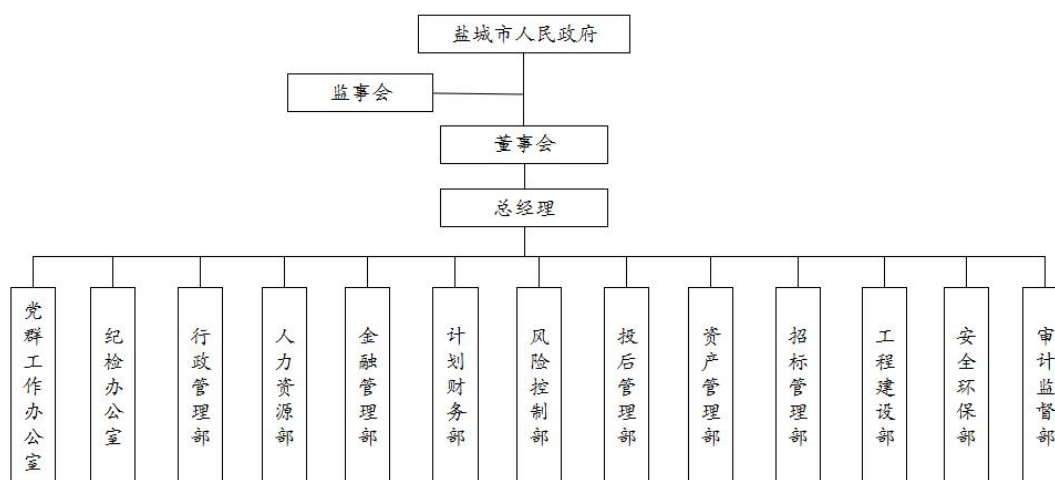 盐城市人民政府
监事会
董事会
总经理
党群工作办公室
纪检办公室
行政管理部
人力资源部
金融管理部
计划财务部
风险控制部
投后管理部
资产管理部
招标管理部
工程建设部
安全环保部
审计监督部